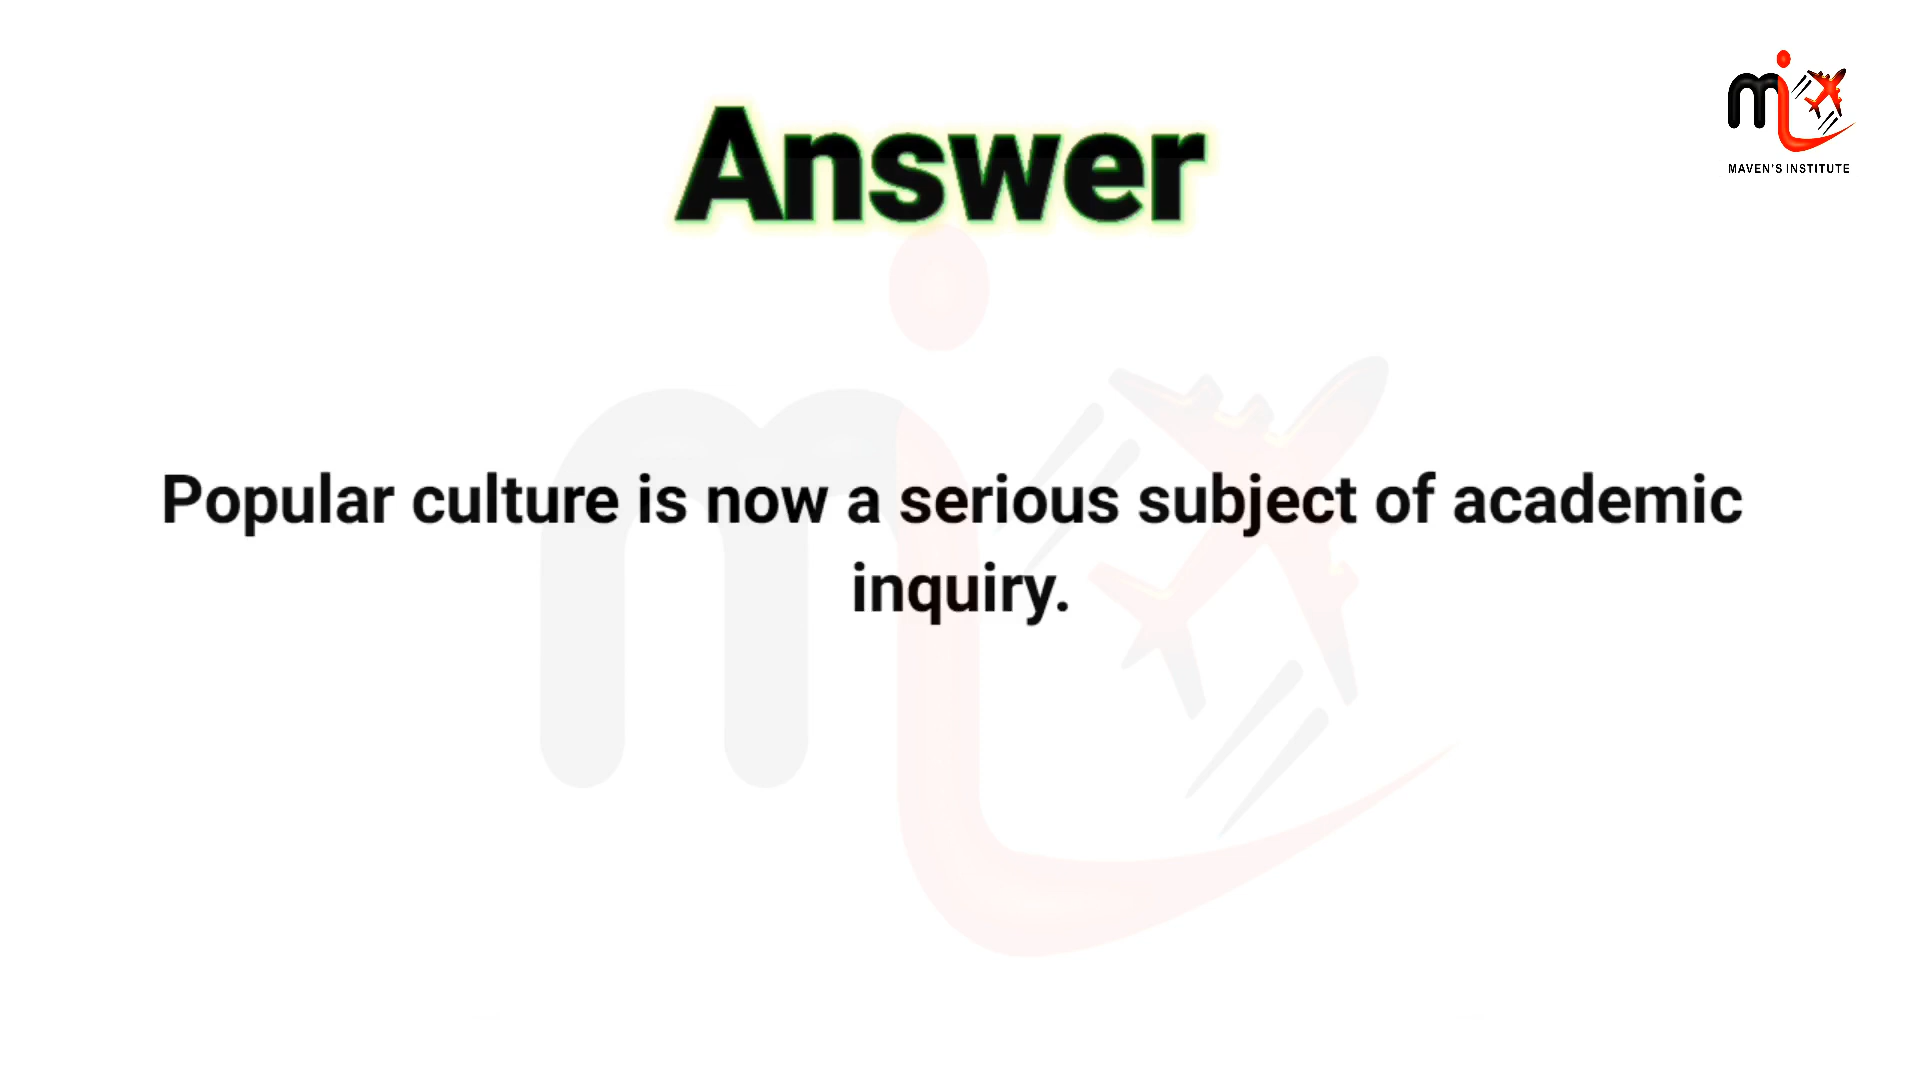 Answer
MAVEN'S INSTITUTE
Popular culture is now a serious subject of academic
inquiry.